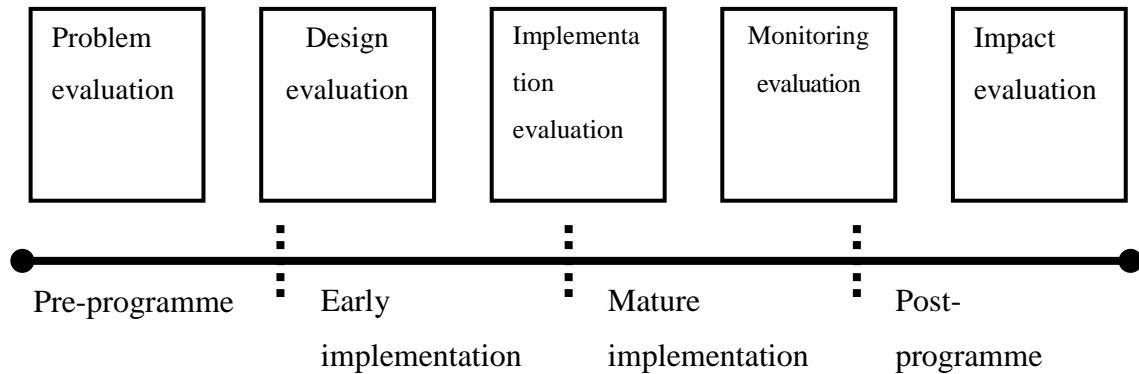 Problem
evaluation
Design
evaluation
Implementa
tion
evaluation
Monitoring
evaluation
Impact
evaluation
Pre-programme
Early
implementation
Mature
implementation
Post-
programme